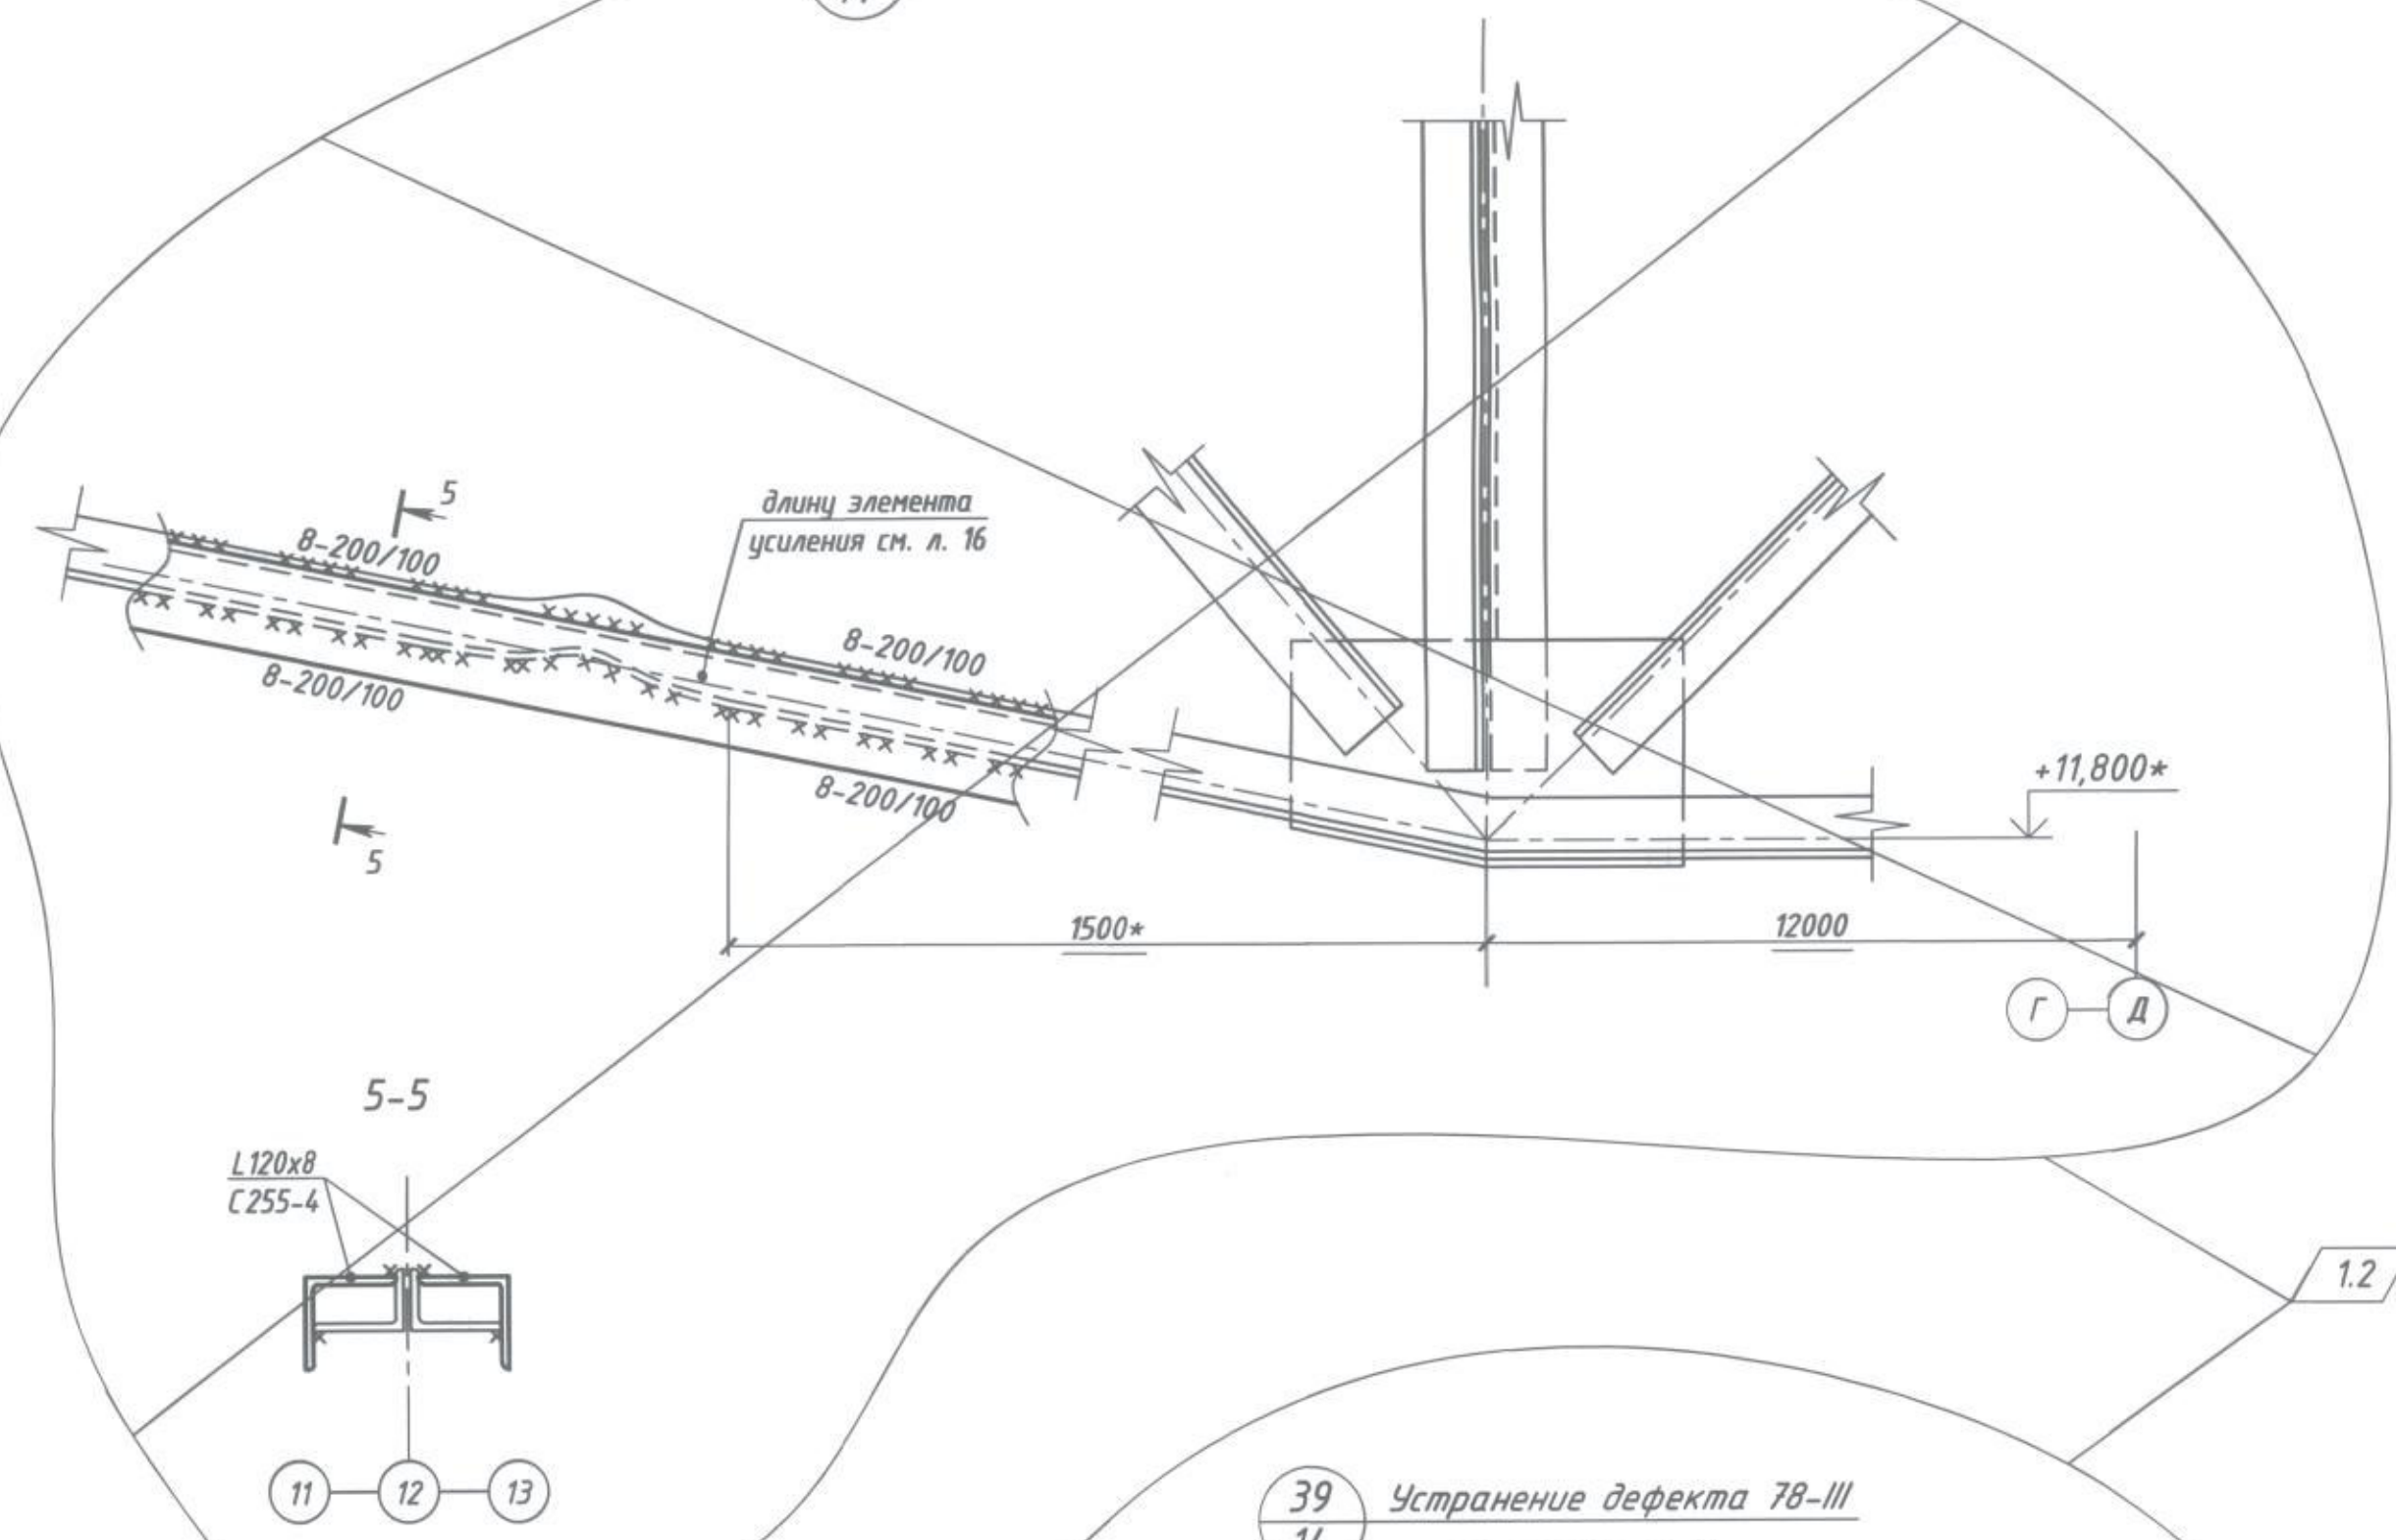 5
8-200/100
длину элемента
усиления см. л. 16
8-200/100
8-200/100
8-200/100
5
+11,800*
1500*
12000
Г
Д
5-5
L120x8
С255-4
1.2
11
12
13
39
Устранение дефекта 78-III